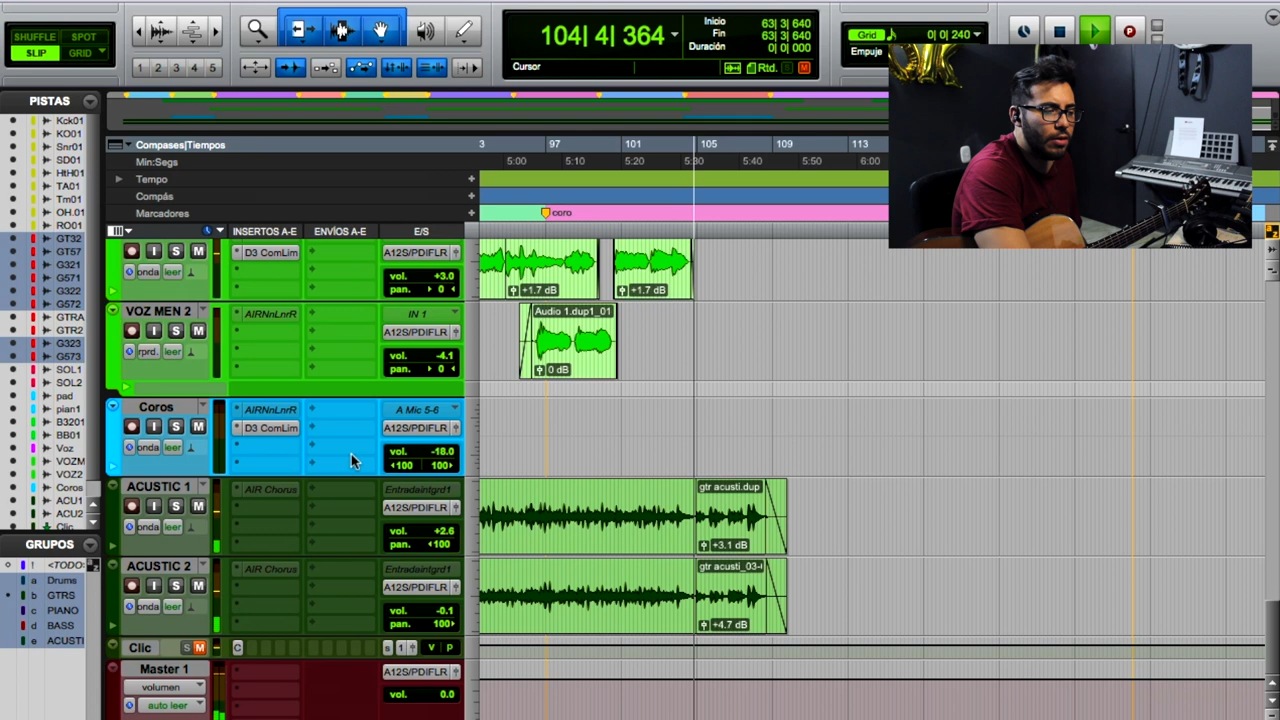 SHUFFLE SPOT
SLIP GRID
1 2 3 4 5
104| 4| 364
Cursor
Inicio 63| 3| 640
Fin 63| 3| 640
Duración 0| 0| 000
Rtd. S M
Grid 0| 0| 240
Empuje
PISTAS
Kck01
KO01
Snr01
SD01
HtH01
TA01
Tm01
OH.01
RO01
GT32
GT57
G321
G571
G322
G572
GTRA
GTR2
G323
G573
SOL1
SOL2
pad
pian1
B3201
BB01
Voz
VOZM
VOZ2
Coros
ACU1
ACU2
Clic
GRUPOS
! <TODO>
a Drums
b GTRS
c PIANO
d BASS
e ACUSTI
Compases|Tiempos 3 97 101 105 109 113
Min:Segs 5:00 5:10 5:20 5:30 5:40 5:50 6:00
Tempo
Compás
Marcadores coro
INSERTOS A-E ENVÍOS A-E E/S
I S M D3 ComLim A12S/PDIFLR
onda leer
vol. +3.0
pan. 0
+1.7 dB +1.7 dB
VOZ MEN 2 AIRNnLnrR IN 1 Audio 1.dup1_01
I S M A12S/PDIFLR
rprd. leer vol. -4.1
pan. 0
0 dB
Coros AIRNnLnrR A Mic 5-6
I S M D3 ComLim A12S/PDIFLR
onda leer vol. -18.0
100 100
ACUSTIC 1 AIR Chorus Entradaintgrd1 gtr acusti.dup
I S M A12S/PDIFLR
onda leer vol. +2.6
pan. 100
+3.1 dB
ACUSTIC 2 AIR Chorus Entradaintgrd1 gtr acusti_03-
I S M A12S/PDIFLR
onda leer vol. -0.1
pan. 100
+4.7 dB
Clic S M C s 1 V P
Master 1 A12S/PDIFLR
volumen
vol. 0.0
auto leer